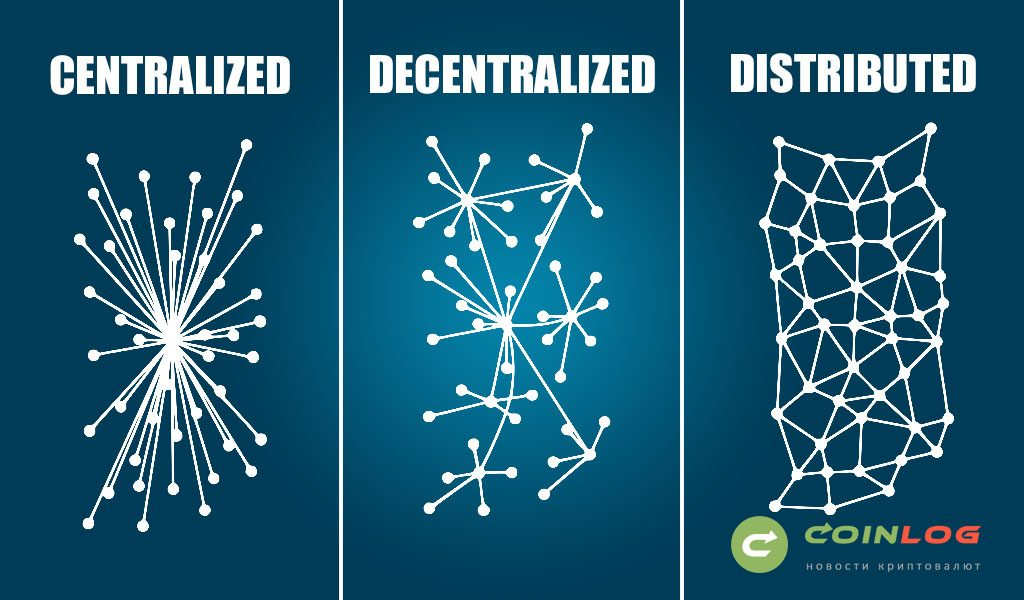 CENTRALIZED
DECENTRALIZED
DISTRIBUTED
COINLOG
новости криптовалют